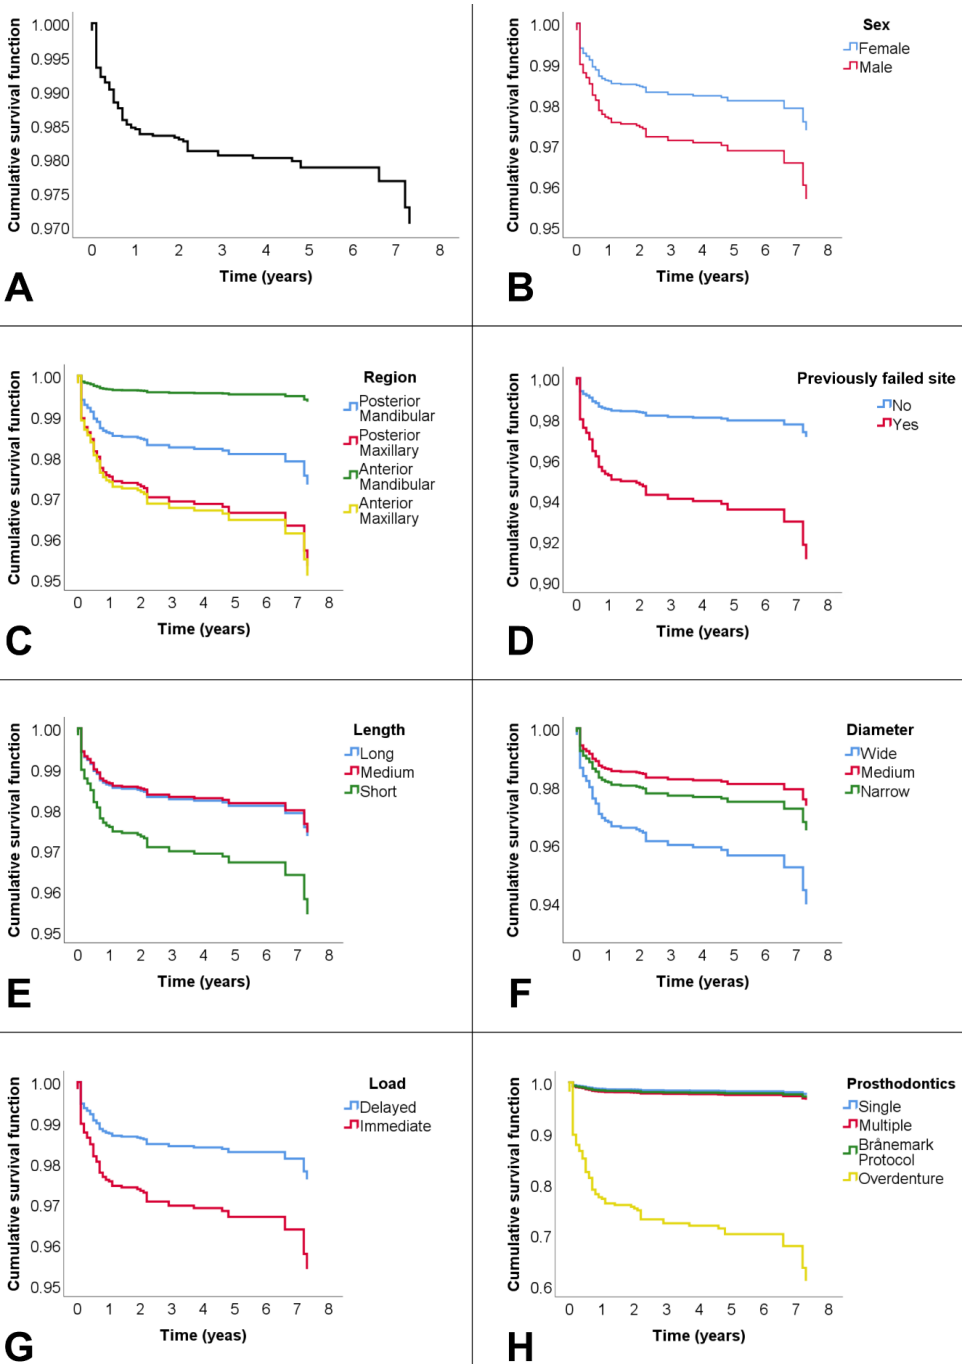 Cumulative survival function
1.000
0.995
0.990
0.985
0.980
0.975
0.970
0 1 2 3 4 5 6 7 8
Time (years)
A
Cumulative survival function
1.00
0.99
0.98
0.97
0.96
0.95
0 1 2 3 4 5 6 7 8
Time (years)
Sex
Female
Male
B
Cumulative survival function
1.00
0.99
0.98
0.97
0.96
0.95
0 1 2 3 4 5 6 7 8
Time (years)
Region
Posterior
Mandibular
Posterior
Maxillary
Anterior
Mandibular
Anterior
Maxillary
C
Cumulative survival function
1.00
0.98
0.96
0.94
0.92
0,90
0 1 2 3 4 5 6 7 8
Time (years)
Previously failed site
No
Yes
D
Cumulative survival function
1.00
0.99
0.98
0.97
0.96
0.95
0 1 2 3 4 5 6 7 8
Time (years)
Length
Long
Medium
Short
E
Cumulative survival function
1.00
0.98
0.96
0.94
0 1 2 3 4 5 6 7 8
Time (yeras)
Diameter
Wide
Medium
Narrow
F
Cumulative survival function
1.00
0.99
0.98
0.97
0.96
0.95
0 1 2 3 4 5 6 7 8
Time (yeas)
Load
Delayed
Immediate
G
Cumulative survival function
1.0
0.9
0.8
0.7
0.6
0 1 2 3 4 5 6 7 8
Time (years)
Prosthodontics
Single
Multiple
Brånemark
Protocol
Overdenture
H